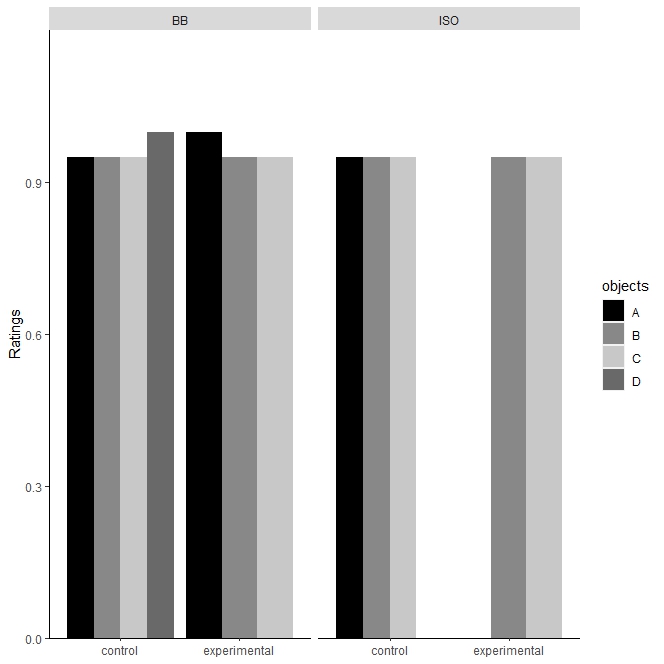 BB
ISO
Ratings
0.9
0.6
0.3
0.0
control
experimental
control
experimental
objects
A
B
C
D